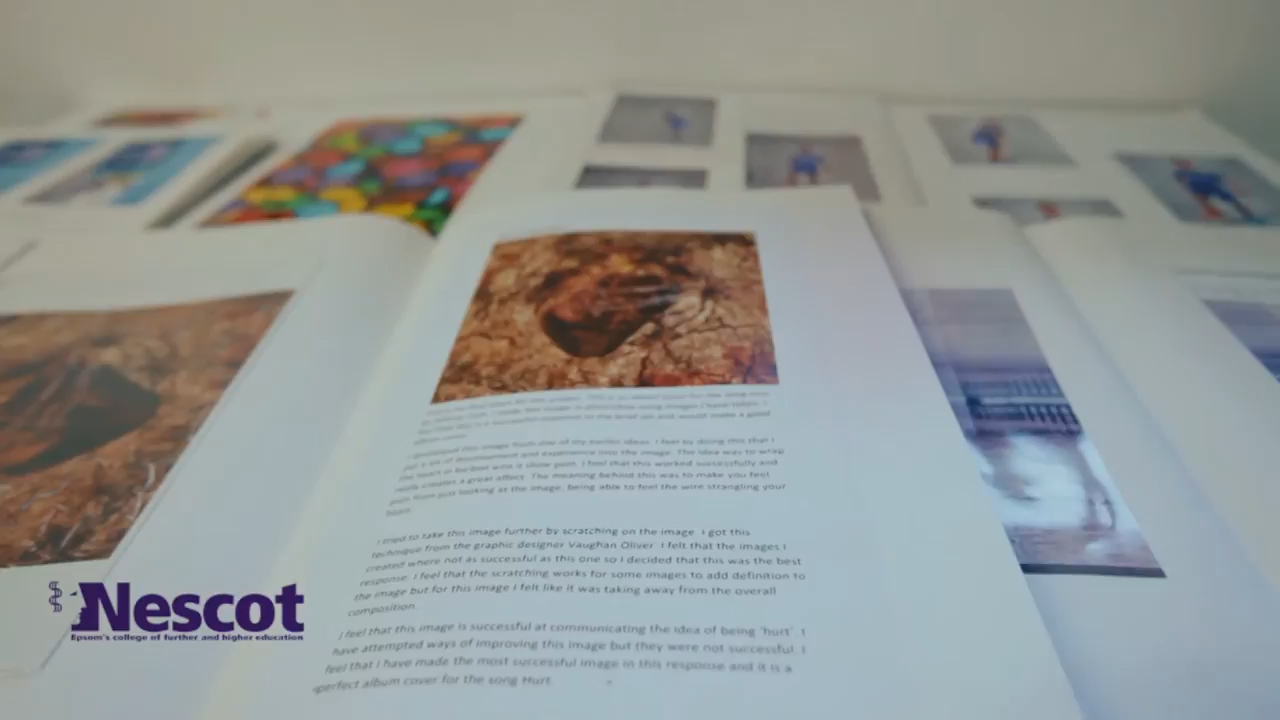 I developed this image from one of my earlier ideas. I feel by doing this that I
put a lot of development and experience into the image. The idea was to wrap
the heart in barbed wire to show pain. I feel that this worked successfully and
really creates a great affect. The meaning behind this was to make you feel
pain from just looking at the image, being able to feel the wire strangling your
heart.
I tried to take this image further by scratching on the image. I got this
technique from the graphic designer Vaughan Oliver. I felt that the images I
created where not as successful as this one so I decided that this was the best
response. I feel that the scratching works for some images to add definition to
the image but for this image I felt like it was taking away from the overall
composition.
I feel that this image is successful at communicating the idea of being 'hurt'. I
have attempted ways of improving this image but they were not successful. I
feel that I have made the most successful image in this response and it is a
perfect album cover for the song Hurt.
Nescot
Epsom's college of further and higher education